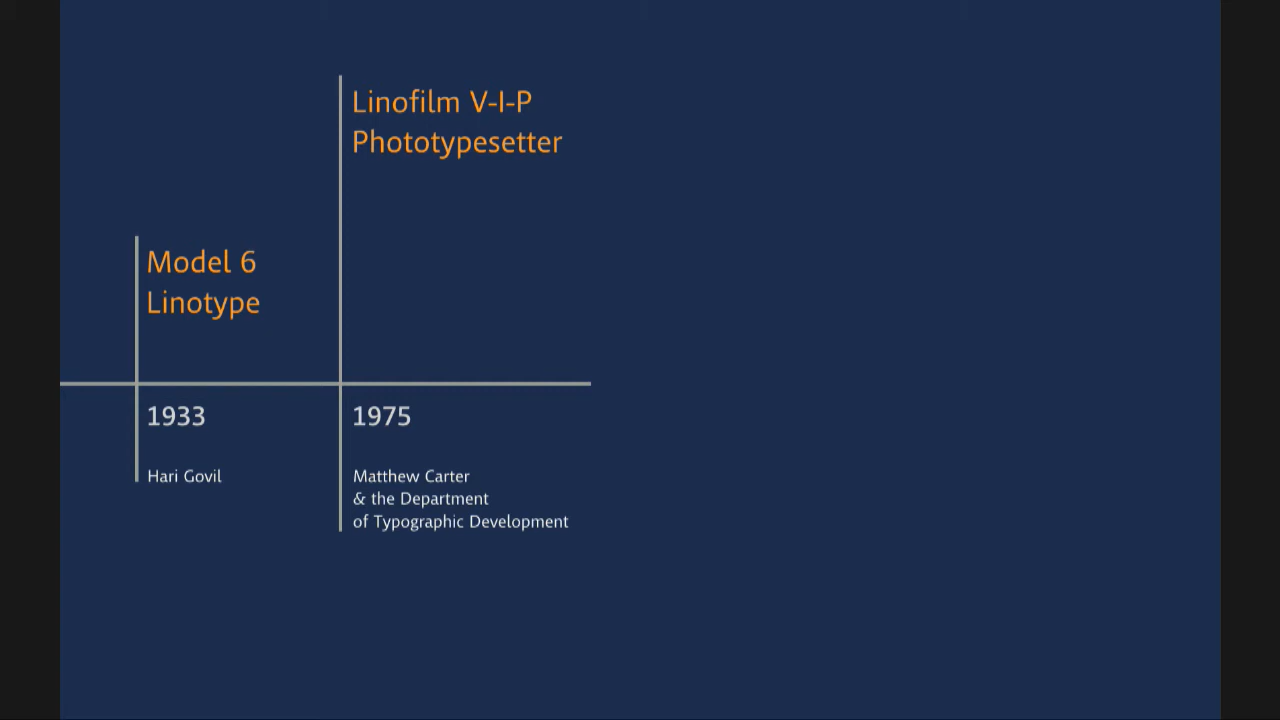 Linofilm V-I-P
Phototypesetter
Model 6
Linotype
1933
1975
Hari Govil
Matthew Carter
& the Department
of Typographic Development